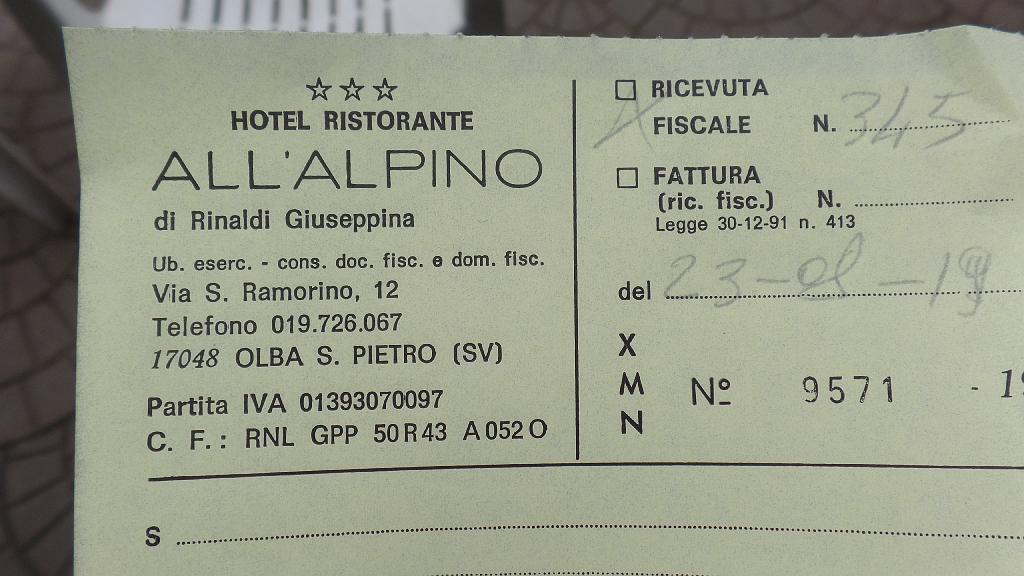 ☆☆☆
HOTEL RISTORANTE
ALL'ALPINO
di Rinaldi Giuseppina
Ub. eserc. - cons. doc. fisc. e dom. fisc.
Via S. Ramorino, 12
Telefono 019.726.067
17048 OLBA S. PIETRO (SV)
Partita IVA 01393070097
C. F.: RNL GPP 50R43 A052O
□ RICEVUTA
X FISCALE N. 345
□ FATTURA
(ric. fisc.) N.
Legge 30-12-91 n. 413
del 23-
X
M Nº 9571
N
S